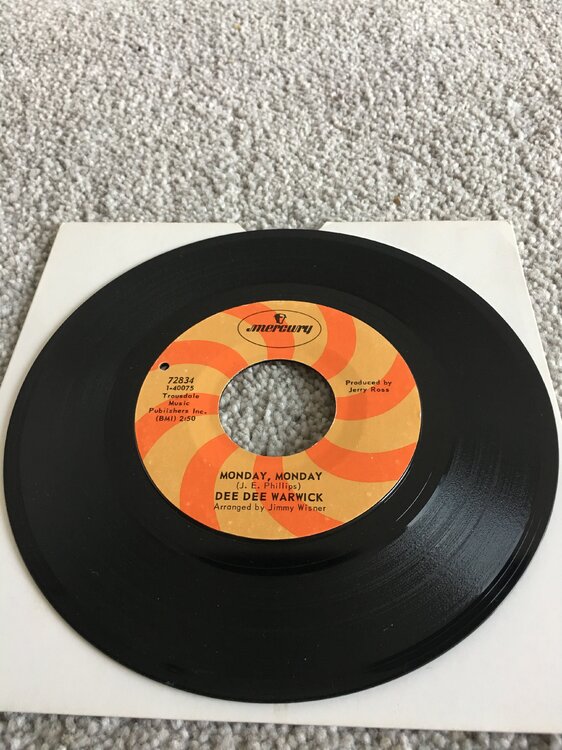 mercury
72834
1-40075
Trousdale
Music
Publishers Inc.
(BMI) 2:50
Produced by
Jerry Ross
MONDAY, MONDAY
(J. E. Phillips)
DEE DEE WARWICK
Arranged by Jimmy Wisner